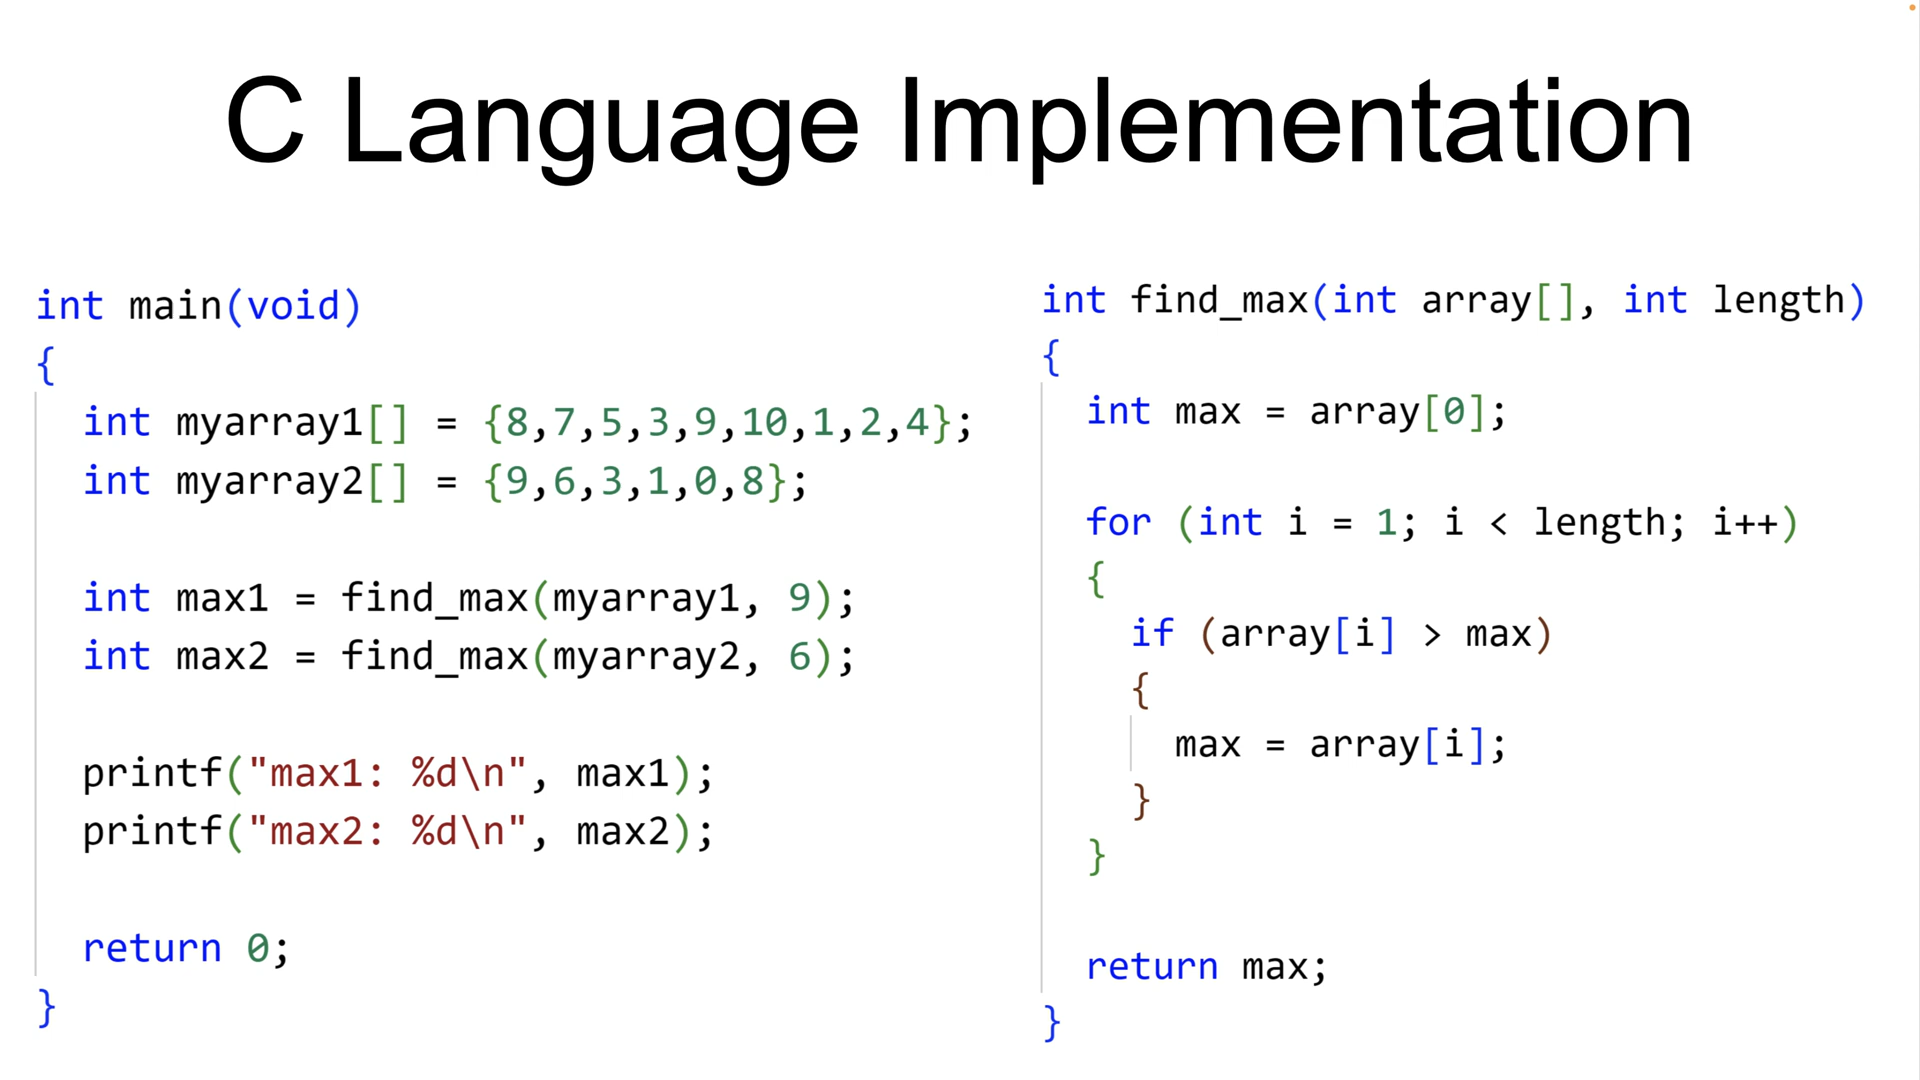 C Language Implementation
int main(void)
{
int myarray1[] = {8,7,5,3,9,10,1,2,4};
int myarray2[] = {9,6,3,1,0,8};
int max1 = find_max(myarray1, 9);
int max2 = find_max(myarray2, 6);
printf("max1: %d\n", max1);
printf("max2: %d\n", max2);
return 0;
}
int find_max(int array[], int length)
{
int max = array[0];
for (int i = 1; i < length; i++)
{
if (array[i] > max)
{
max = array[i];
}
}
return max;
}